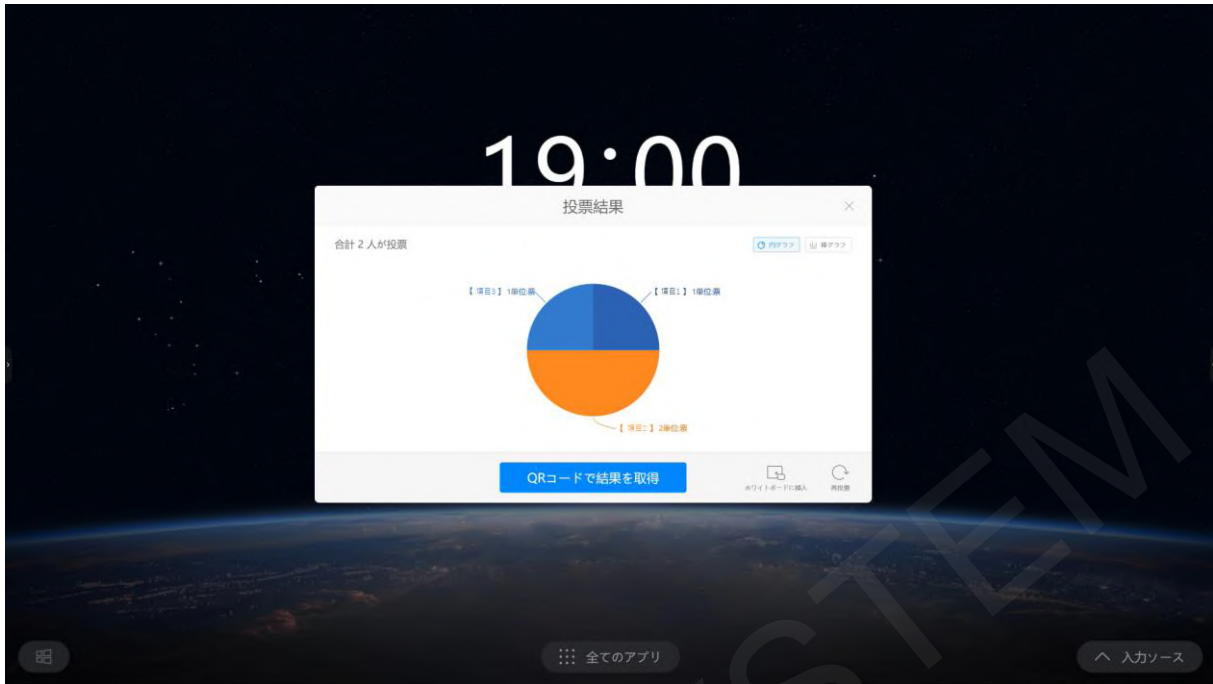 19:00
投票結果
合計 2 人が投票
円グラフ
棒グラフ
【 項目3 】 1単位票
【 項目1 】 1単位票
【 項目2 】 2単位票
QRコードで結果を取得
ホワイトボードに挿入
再投票
全てのアプリ
入力ソース
STEM